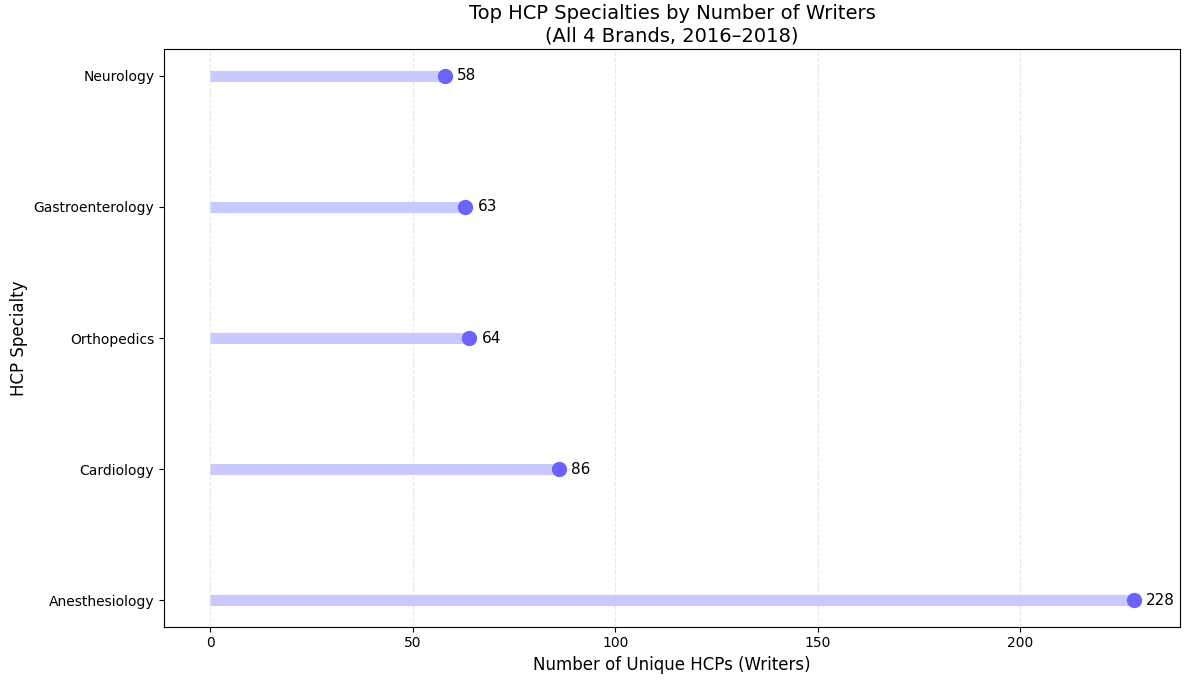 Top HCP Specialties by Number of Writers
(All 4 Brands, 2016–2018)
HCP Specialty
Neurology
58
Gastroenterology
63
Orthopedics
64
Cardiology
86
Anesthesiology
228
0 50 100 150 200
Number of Unique HCPs (Writers)